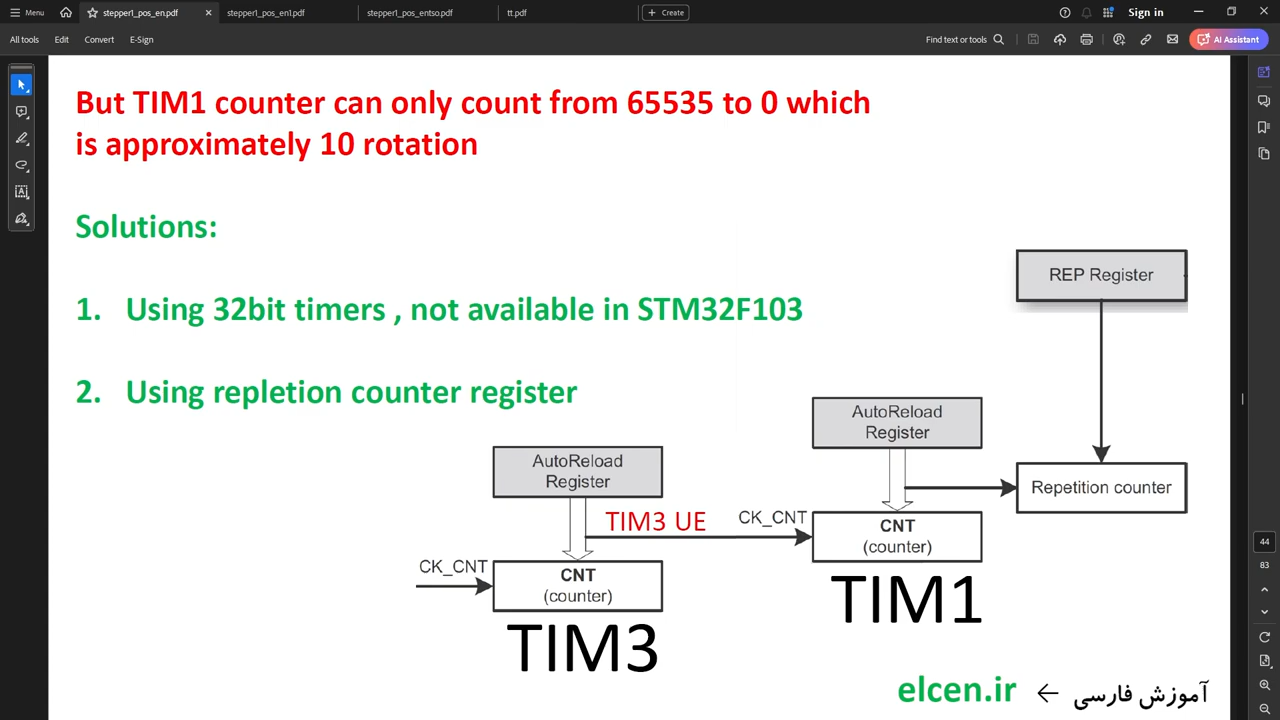 Menu
stepper1_pos_en.pdf
stepper1_pos_en1.pdf
stepper1_pos_entso.pdf
tt.pdf
+ Create
Sign in
All tools
Edit
Convert
E-Sign
Find text or tools
AI Assistant
But TIM1 counter can only count from 65535 to 0 which
is approximately 10 rotation
Solutions:
1. Using 32bit timers , not available in STM32F103
2. Using repletion counter register
REP Register
AutoReload
Register
Repetition counter
AutoReload
Register
TIM3 UE
CK_CNT
CNT
(counter)
CK_CNT
CNT
(counter)
TIM1
TIM3
elcen.ir ← آموزش فارسی
44
83